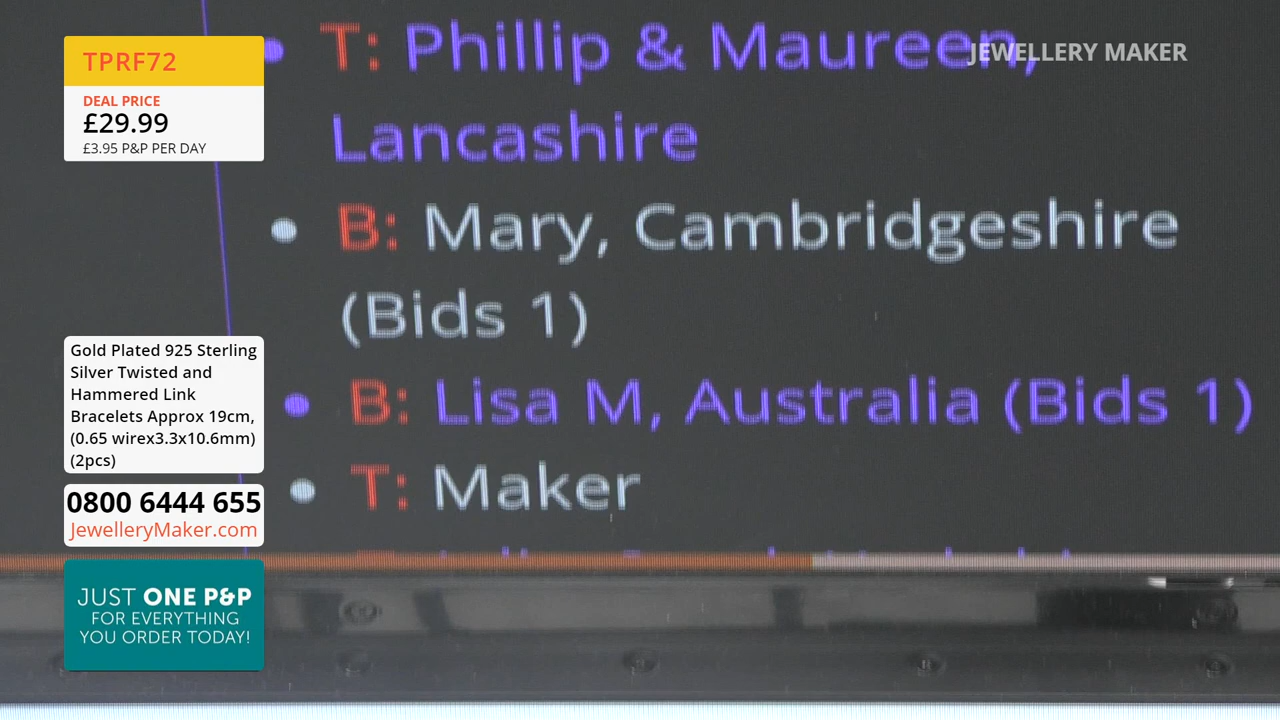 TPRF72
DEAL PRICE
£29.99
£3.95 P&P PER DAY
JEWELLERY MAKER
• T: Phillip & Maureen,
Lancashire
• B: Mary, Cambridgeshire
(Bids 1)
• B: Lisa M, Australia (Bids 1)
• T: Maker
Gold Plated 925 Sterling
Silver Twisted and
Hammered Link
Bracelets Approx 19cm,
(0.65 wirex3.3x10.6mm)
(2pcs)
0800 6444 655
JewelleryMaker.com
JUST ONE P&P
FOR EVERYTHING
YOU ORDER TODAY!